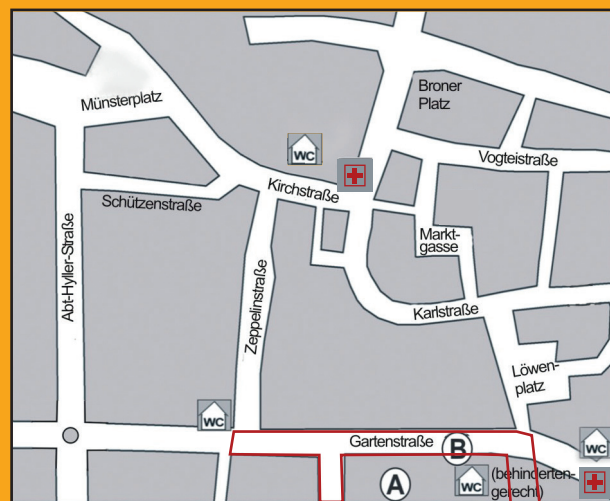 Broner
Platz
Münsterplatz
WC
Vogteistraße
Kirchstraße
Schützenstraße
Markt-
gasse
Abt-Hyller-Straße
Zeppelinstraße
Karlstraße
Löwen-
platz
WC
Gartenstraße
B
WC
WC
(behinderten-
gerecht)
A